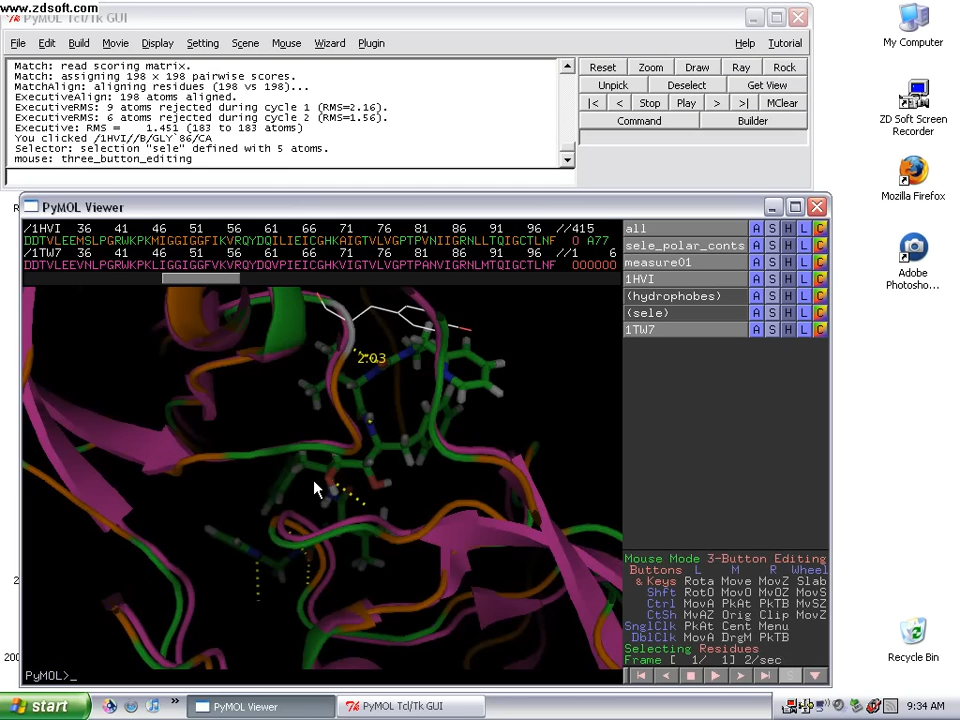 www.zdsoft.com
PyMOL Tcl/Tk GUI
File Edit Build Movie Display Setting Scene Mouse Wizard Plugin Help Tutorial
Match: read scoring matrix.
Match: assigning 198 x 198 pairwise scores.
MatchAlign: aligning residues (198 vs 198)...
ExecutiveAlign: 198 atoms aligned.
ExecutiveRMS: 9 atoms rejected during cycle 1 (RMS=2.16).
ExecutiveRMS: 6 atoms rejected during cycle 2 (RMS=1.56).
Executive: RMS = 1.451 (183 to 183 atoms)
You clicked /1HVI//B/GLY`86/CA
Selector: selection "sele" defined with 5 atoms.
mouse: three_button_editing
Reset Zoom Draw Ray Rock
Unpick Deselect Get View
|< < Stop Play > >| MClear
Command Builder
PyMOL Viewer
/1HVI 36 41 46 51 56 61 66 71 76 81 86 91 96 //415
DDTVLEEMSLPGRWKPKMIGGIGGFIKVRQYDQILIEICGHKAIGTVLVGPTPVNIIGRNLLTQIGCTLNF O A77
/1TW7 36 41 46 51 56 61 66 71 76 81 86 91 96 //1 6
DDTVLEEVNLPGRWKPKLIGGIGGFVKVRQYDQVPIEICGHKVIGTVLVGPTPANVIGRNLMTQIGCTLNF OOOOOO
2.03
all A S H L C
sele_polar_conts A S H L C
measure01 A S H L C
1HVI A S H L C
(hydrophobes) A S H L C
(sele) A S H L C
1TW7 A S H L C
Mouse Mode 3-Button Editing
Buttons L M R Wheel
& Keys Rota Move MovZ Slab
Shft RotO MovO MvOZ MovS
Ctrl MovA PkAt PkTB MvSZ
CtSh MvAZ Orig Clip MovZ
SnglClk PkAt Cent Menu
DblClk MovA DrgM PkTB
Selecting Residues
Frame [ 1/ 1] 2/sec
S
PyMOL>_
My Computer
ZD Soft Screen
Recorder
Mozilla Firefox
Adobe
Photosho...
Recycle Bin
start
PyMOL Viewer
PyMOL Tcl/Tk GUI
9:34 AM